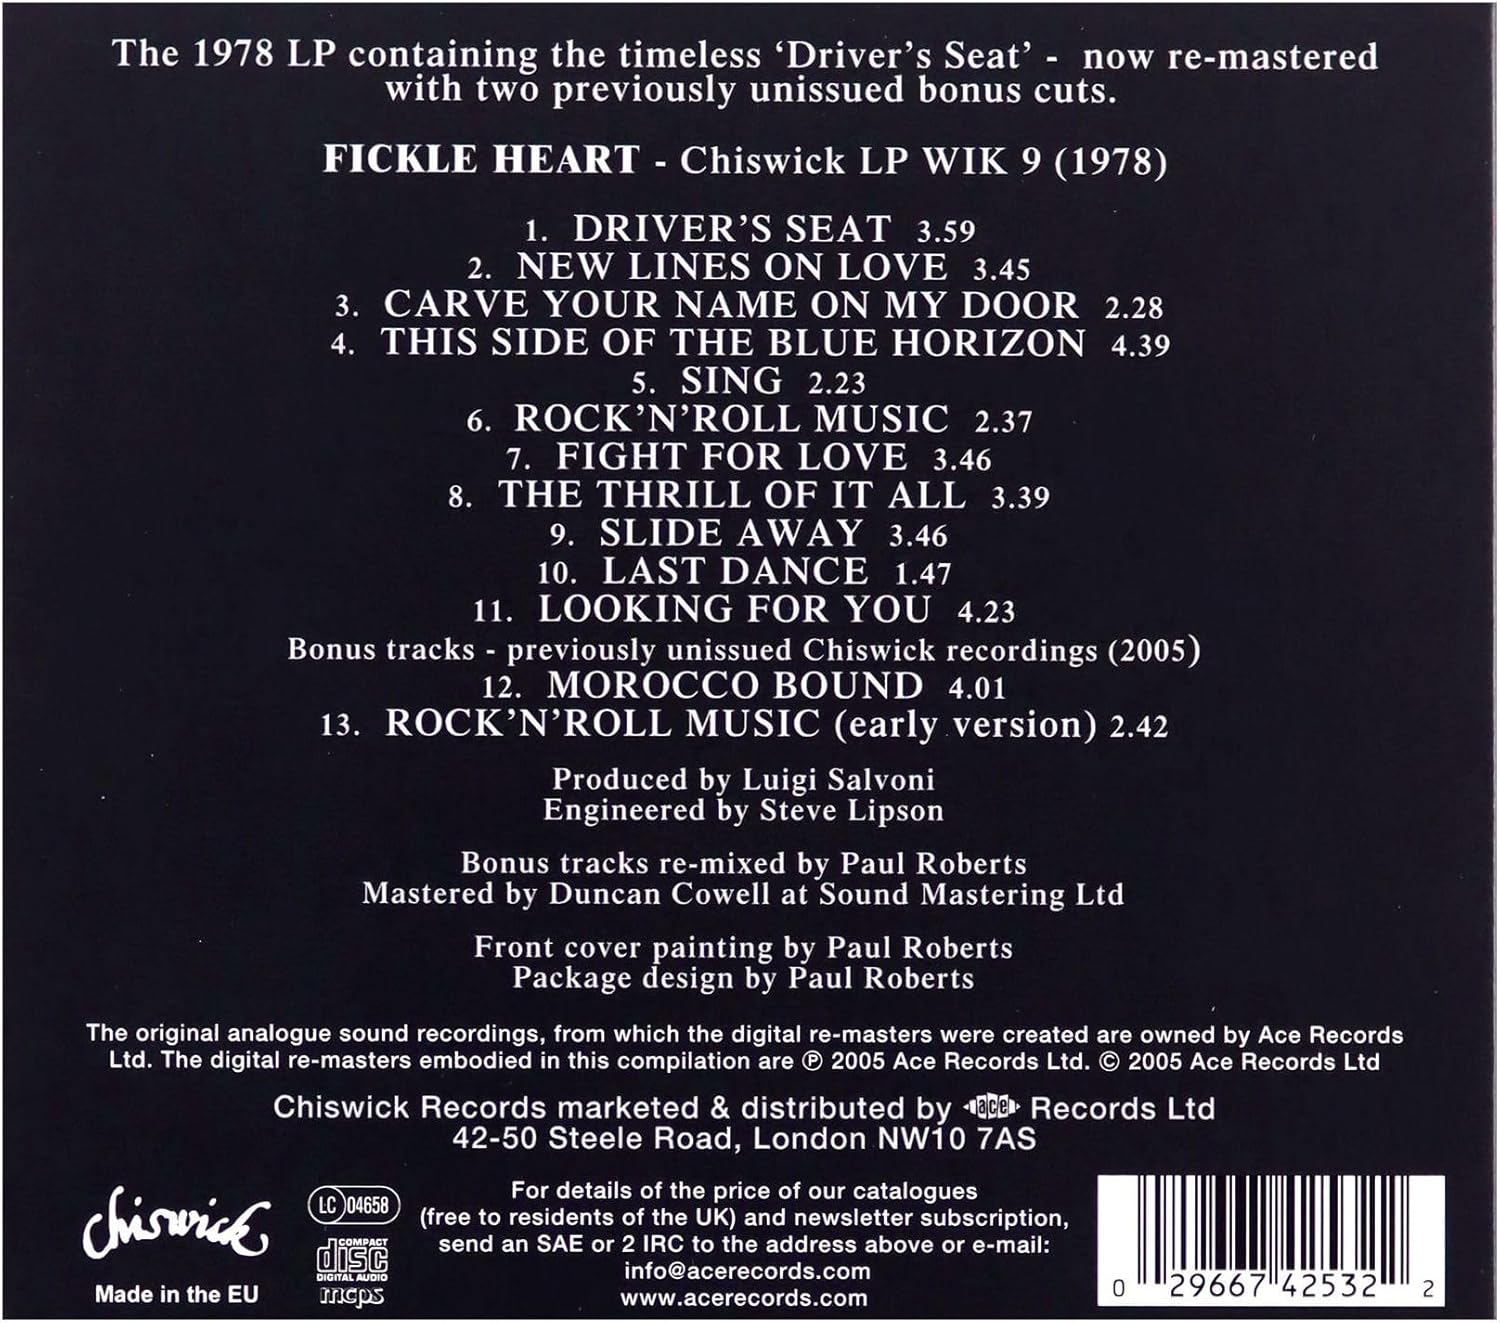 The 1978 LP containing the timeless ‘Driver’s Seat’ - now re-mastered
with two previously unissued bonus cuts.
FICKLE HEART - Chiswick LP WIK 9 (1978)
1. DRIVER’S SEAT 3.59
2. NEW LINES ON LOVE 3.45
3. CARVE YOUR NAME ON MY DOOR 2.28
4. THIS SIDE OF THE BLUE HORIZON 4.39
5. SING 2.23
6. ROCK’N’ROLL MUSIC 2.37
7. FIGHT FOR LOVE 3.46
8. THE THRILL OF IT ALL 3.39
9. SLIDE AWAY 3.46
10. LAST DANCE 1.47
11. LOOKING FOR YOU 4.23
Bonus tracks - previously unissued Chiswick recordings (2005)
12. MOROCCO BOUND 4.01
13. ROCK’N’ROLL MUSIC (early version) 2.42
Produced by Luigi Salvoni
Engineered by Steve Lipson
Bonus tracks re-mixed by Paul Roberts
Mastered by Duncan Cowell at Sound Mastering Ltd
Front cover painting by Paul Roberts
Package design by Paul Roberts
The original analogue sound recordings, from which the digital re-masters were created are owned by Ace Records
Ltd. The digital re-masters embodied in this compilation are ℗ 2005 Ace Records Ltd. © 2005 Ace Records Ltd
Chiswick Records marketed & distributed by ace Records Ltd
42-50 Steele Road, London NW10 7AS
chiswick
Made in the EU
LC 04658
COMPACT
disc
DIGITAL AUDIO
mcps
For details of the price of our catalogues
(free to residents of the UK) and newsletter subscription,
send an SAE or 2 IRC to the address above or e-mail:
info@acerecords.com
www.acerecords.com
0 29667 42532 2